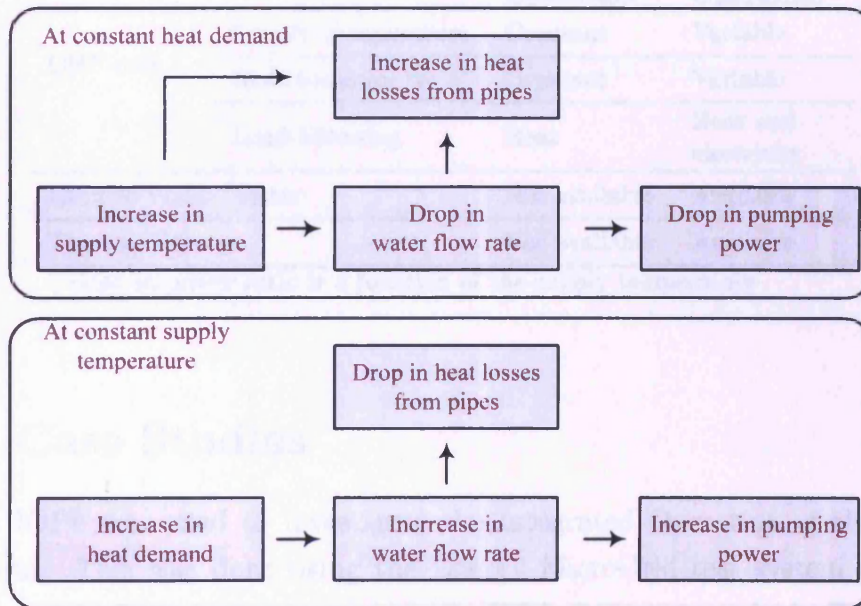 At constant heat demand
Increase in heat
losses from pipes
Increase in
supply temperature
Drop in
water flow rate
Drop in pumping
power
At constant supply
temperature
Drop in heat losses
from pipes
Increase in
heat demand
Incrrease in
water flow rate
Increase in pumping
power